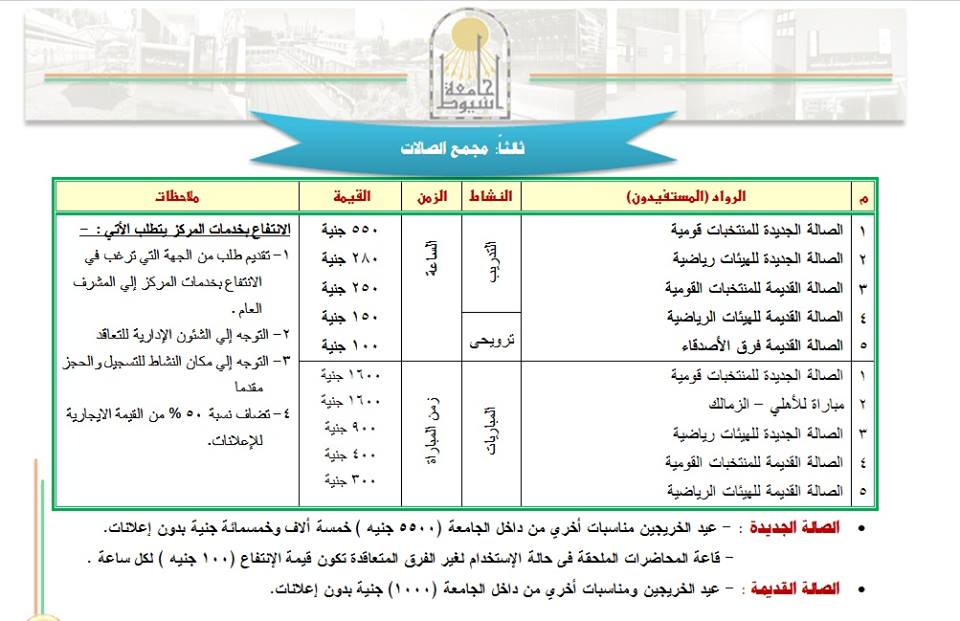 جامعة أسيوط
ثالثاً: مجمع الصالات
م الرواد (المستفيدون) النشاط الزمن القيمة ملاحظات
١ الصالة الجديدة للمنتخبات قومية التدريب الساعة ٥٥٠ جنية
٢ الصالة الجديدة للهيئات رياضية ٢٨٠ جنية
٣ الصالة القديمة للمنتخبات القومية ٢٥٠ جنية
٤ الصالة القديمة للهيئات الرياضية ١٥٠ جنية
٥ الصالة القديمة فرق الأصدقاء ترويحى ١٠٠ جنية
١ الصالة الجديدة للمنتخبات قومية المباريات زمن المباراة ١٦٠٠ جنية
٢ مباراة للأهلي – الزمالك ١٦٠٠ جنية
٣ الصالة الجديدة للهيئات رياضية ٩٠٠ جنية
٤ الصالة القديمة للمنتخبات القومية ٤٠٠ جنية
٥ الصالة القديمة للهيئات الرياضية ٣٠٠ جنية
الانتفاع بخدمات المركز يتطلب الأتي : –
١– تقديم طلب من الجهة التي ترغب في
الانتفاع بخدمات المركز إلي المشرف
العام .
٢– التوجه إلي الشئون الإدارية للتعاقد
٣– التوجه إلي مكان النشاط للتسجيل والحجز
مقدما
٤– تضاف نسبة ٥٠ % من القيمة الايجارية
للإعلانات.
• الصالة الجديدة : – عيد الخريجين مناسبات أخري من داخل الجامعة (٥٥٠٠ جنيه ) خمسة ألاف وخمسمائة جنية بدون إعلانات.
– قاعة المحاضرات الملحقة فى حالة الإستخدام لغير الفرق المتعاقدة تكون قيمة الإنتفاع (١٠٠ جنيه ) لكل ساعة .
• الصالة القديمة : – عيد الخريجين ومناسبات أخري من داخل الجامعة (١٠٠٠) جنية بدون إعلانات.